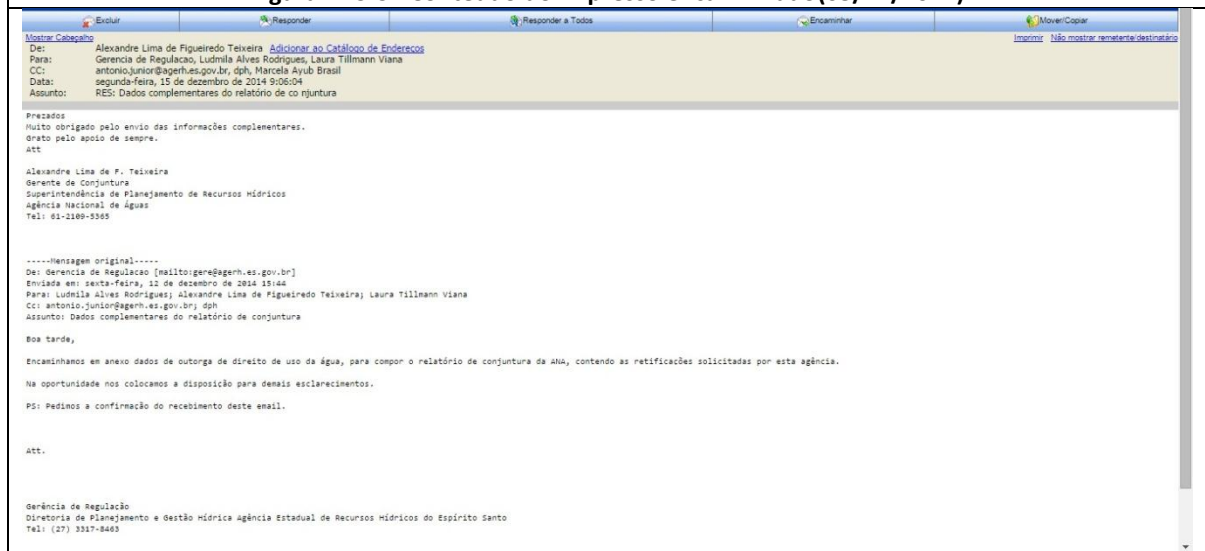 Excluir Responder Responder a Todos Encaminhar Mover/Copiar
Mostrar Cabeçalho Imprimir Não mostrar remetente/destinatário
De: Alexandre Lima de Figueiredo Teixeira Adicionar ao Catálogo de Endereços
Para: Gerencia de Regulacao, Ludmila Alves Rodrigues, Laura Tillmann Viana
CC: antonio.junior@agerh.es.gov.br, dph, Marcela Ayub Brasil
Data: segunda-feira, 15 de dezembro de 2014 9:06:04
Assunto: RES: Dados complementares do relatório de co njuntura
Prezados
Muito obrigado pelo envio das informações complementares.
Grato pelo apoio de sempre.
Att
Alexandre Lima de F. Teixeira
Gerente de Conjuntura
Superintendência de Planejamento de Recursos Hídricos
Agência Nacional de Águas
Tel: 61-2109-5365
-----Mensagem original-----
De: Gerencia de Regulacao [mailto:gere@agerh.es.gov.br]
Enviada em: sexta-feira, 12 de dezembro de 2014 15:44
Para: Ludmila Alves Rodrigues; Alexandre Lima de Figueiredo Teixeira; Laura Tillmann Viana
Cc: antonio.junior@agerh.es.gov.br; dph
Assunto: Dados complementares do relatório de conjuntura
Boa tarde,
Encaminhamos em anexo dados de outorga de direito de uso da água, para compor o relatório de conjuntura da ANA, contendo as retificações solicitadas por esta agência.
Na oportunidade nos colocamos a disposição para demais esclarecimentos.
PS: Pedimos a confirmação do recebimento deste email.
Att.
Gerência de Regulação
Diretoria de Planejamento e Gestão Hídrica Agência Estadual de Recursos Hídricos do Espírito Santo
Tel: (27) 3317-8463